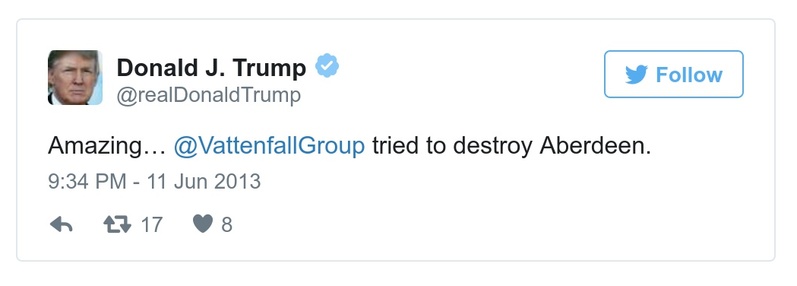 Donald J. Trump
@realDonaldTrump
Follow
Amazing… @VattenfallGroup tried to destroy Aberdeen.
9:34 PM - 11 Jun 2013
17 8